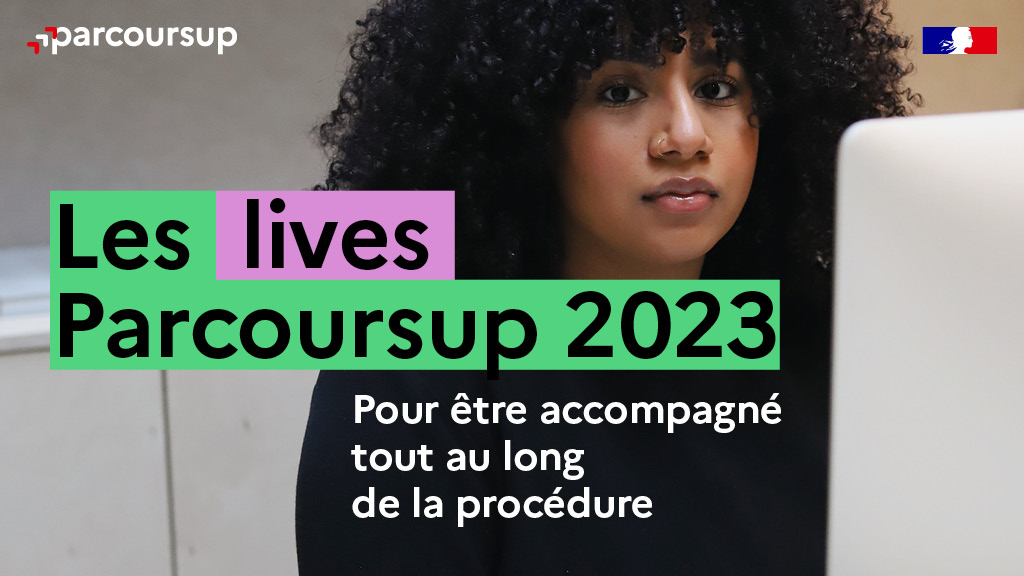 parcoursup
Les lives
Parcoursup 2023
Pour être accompagné
tout au long
de la procédure